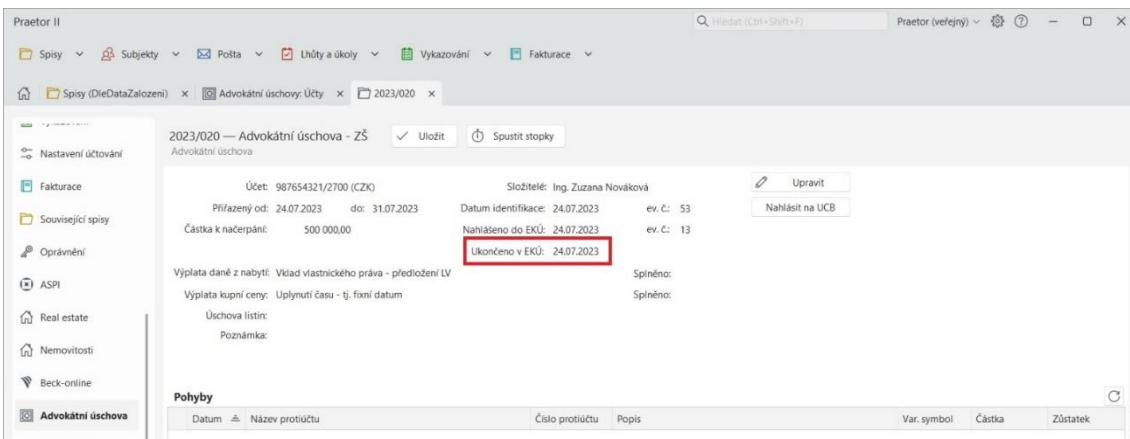 Praetor II
Hledat (Ctrl+Shift+F)
Praetor (veřejný)
Spisy
Subjekty
Pošta
Lhůty a úkoly
Vykazování
Fakturace
Spisy (DleDataZalozeni) x
Advokátní úschovy: Účty x
2023/020 x
Nastavení účtování
Fakturace
Související spisy
Oprávnění
ASPI
Real estate
Nemovitosti
Beck-online
Advokátní úschova
2023/020 — Advokátní úschova - ZŠ
Uložit
Spustit stopky
Advokátní úschova
Účet: 987654321/2700 (CZK)
Složitelé: Ing. Zuzana Nováková
Upravit
Přiřazený od: 24.07.2023 do: 31.07.2023
Datum identifikace: 24.07.2023 ev. č.: 53
Nahlásit na UCB
Částka k načerpání: 500 000,00
Nahlášeno do EKÚ: 24.07.2023 ev. č.: 13
Ukončeno v EKÚ: 24.07.2023
Výplata daně z nabytí: Vklad vlastnického práva - předložení LV Splněno:
Výplata kupní ceny: Uplynutí času - tj. fixní datum Splněno:
Úschova listin:
Poznámka:
Pohyby
Datum Název protiúčtu Číslo protiúčtu Popis Var. symbol Částka Zůstatek